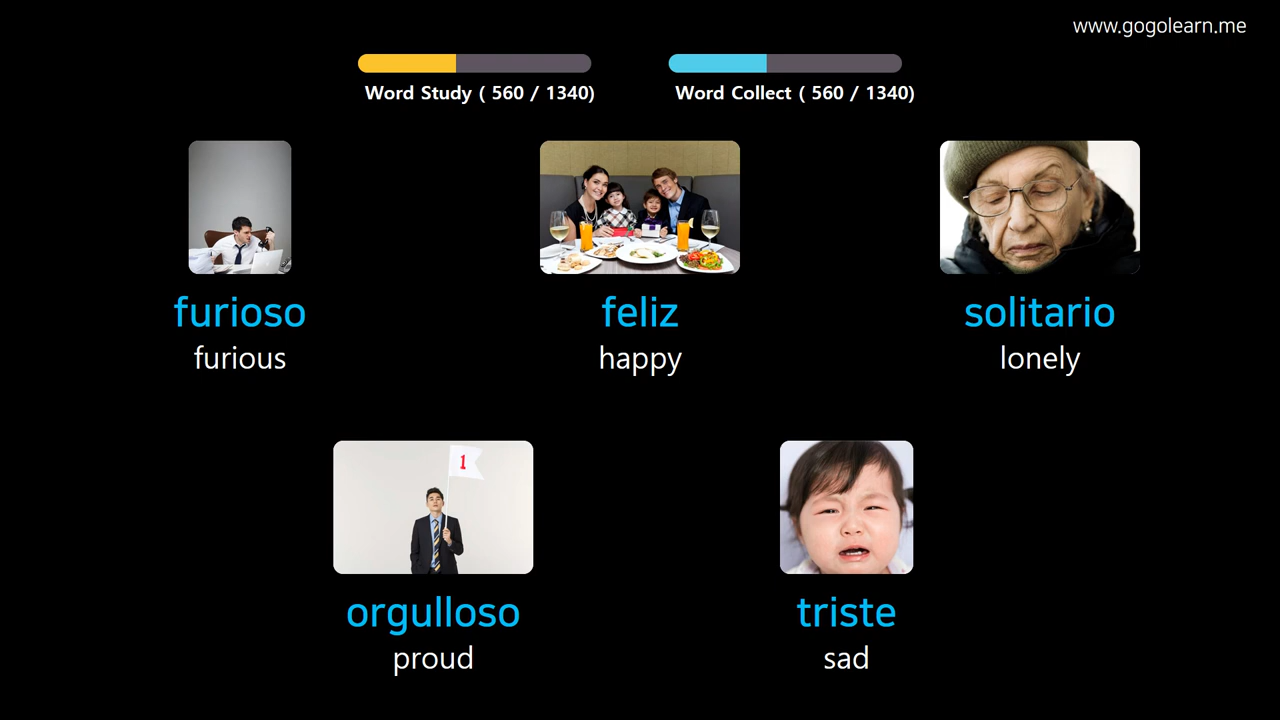 www.gogolearn.me
Word Study ( 560 / 1340)
Word Collect ( 560 / 1340)
furioso
furious
feliz
happy
solitario
lonely
1
orgulloso
proud
triste
sad